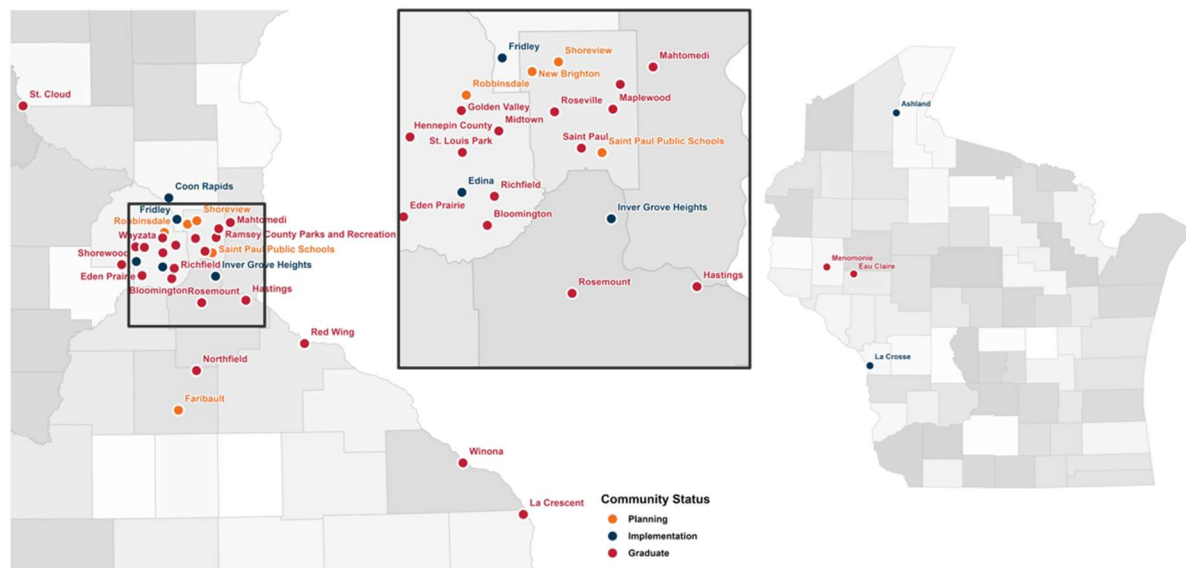 St. Cloud
Coon Rapids
Fridley
Shoreview
Robbinsdale
Mahtomedi
Wayzata
Ramsey County Parks and Recreation
Shorewood
Saint Paul Public Schools
Eden Prairie
Richfield
Inver Grove Heights
Bloomington
Rosemount
Hastings
Red Wing
Northfield
Faribault
Winona
La Crescent
Fridley
Shoreview
Mahtomedi
New Brighton
Robbinsdale
Golden Valley
Roseville
Maplewood
Hennepin County
Midtown
St. Louis Park
Saint Paul
Saint Paul Public Schools
Edina
Richfield
Eden Prairie
Bloomington
Inver Grove Heights
Rosemount
Hastings
Community Status
Planning
Implementation
Graduate
Ashland
Menomonie
Eau Claire
La Crosse